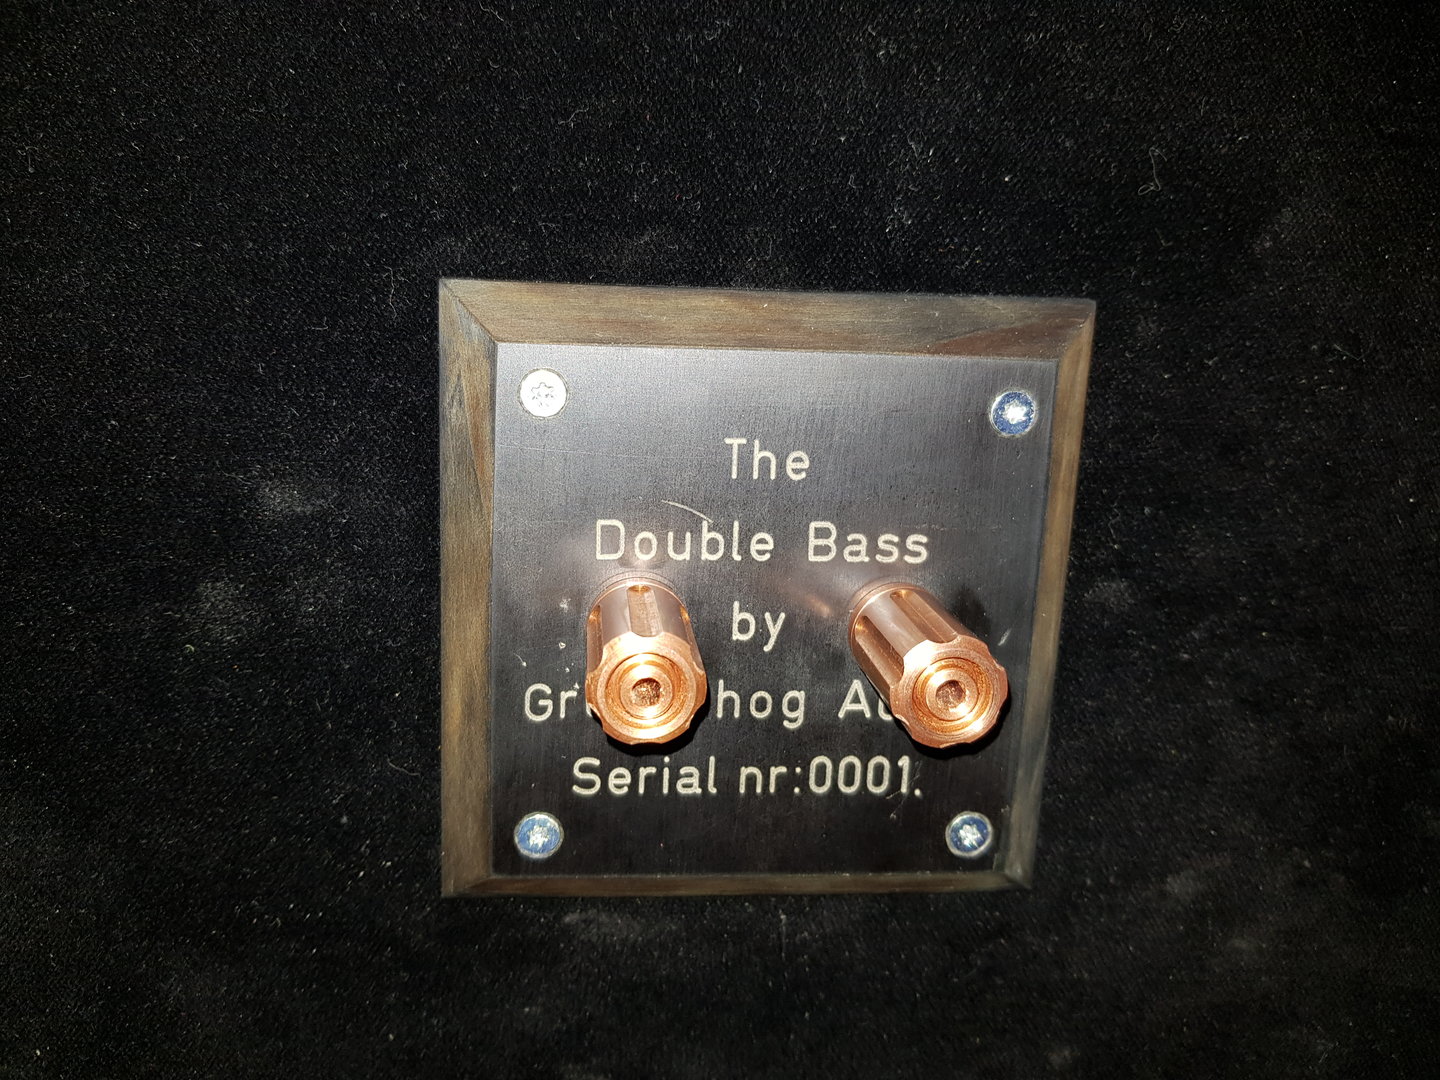 The
Double Bass
by
Serial nr:0001.